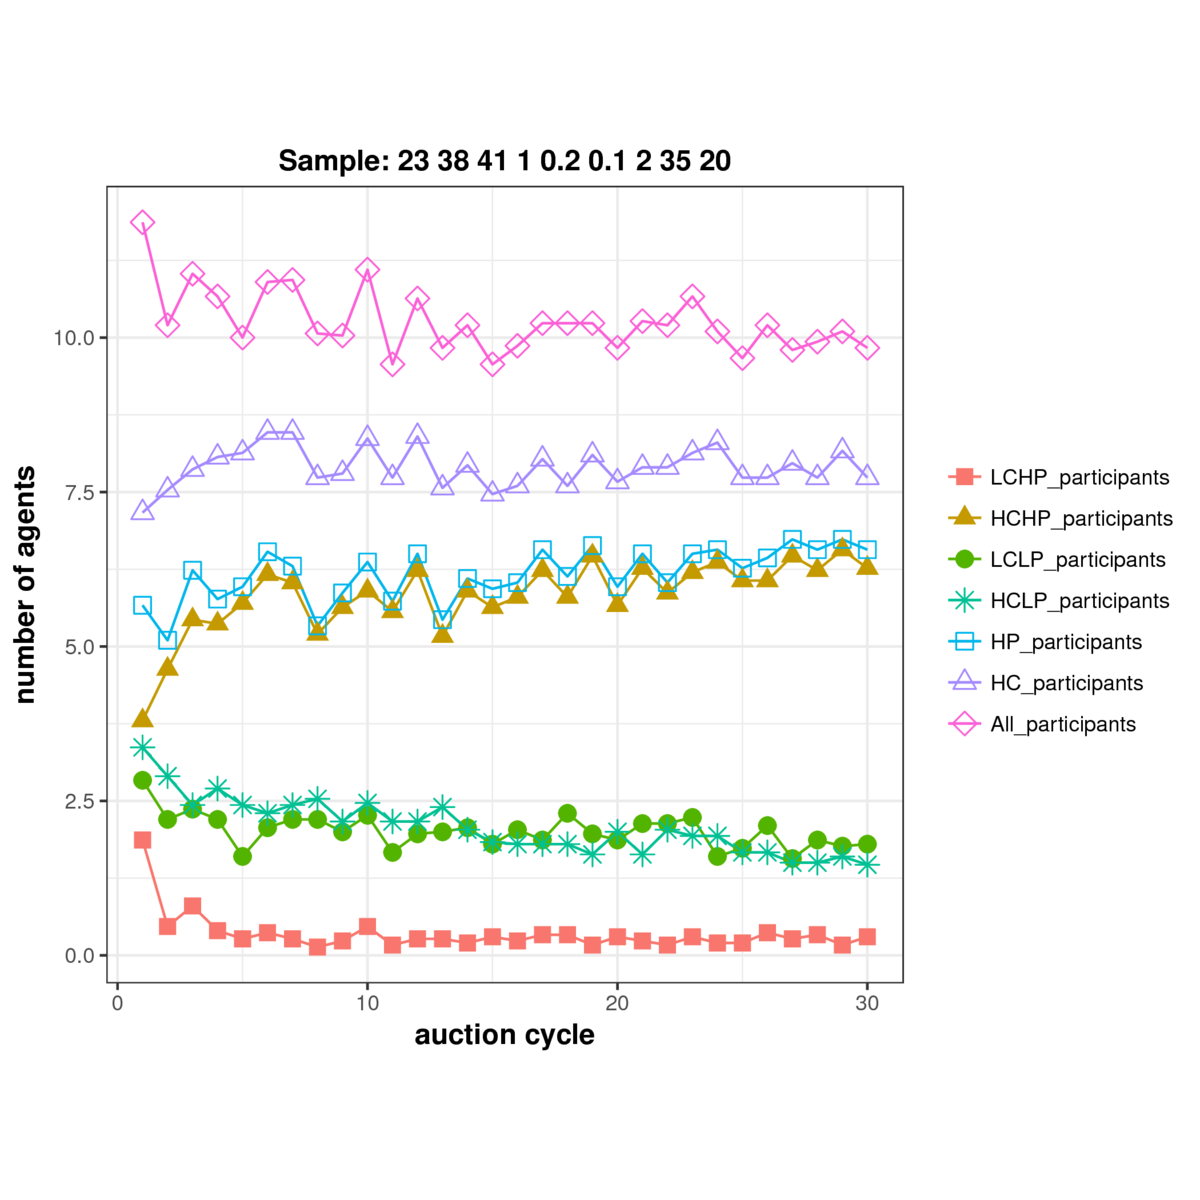 Sample: 23 38 41 1 0.2 0.1 2 35 20
number of agents
10.0
7.5
5.0
2.5
0.0
0
10
20
30
auction cycle
LCHP_participants
HCHP_participants
LCLP_participants
HCLP_participants
HP_participants
HC_participants
All_participants